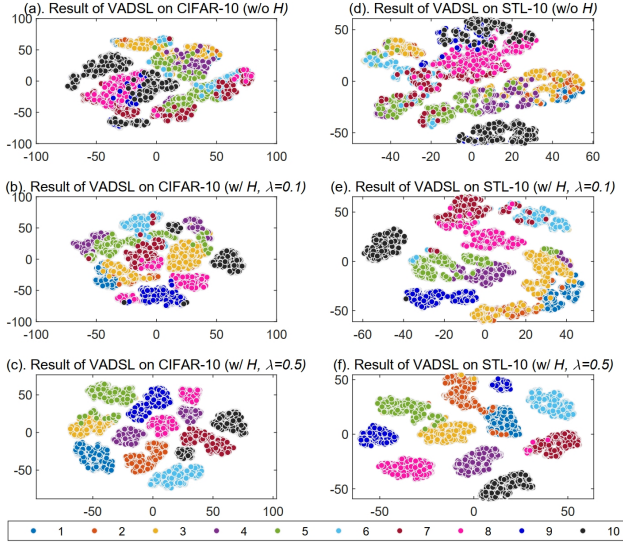 (a). Result of VADSL on CIFAR-10 (w/o H)
100
50
0
-50
-100
-100 -50 0 50 100
(d). Result of VADSL on STL-10 (w/o H)
50
0
-50
-40 -20 0 20 40 60
(b). Result of VADSL on CIFAR-10 (w/ H, λ=0.1)
100
50
0
-50
-100
-100 -50 0 50 100
(e). Result of VADSL on STL-10 (w/ H, λ=0.1)
50
0
-50
-60 -40 -20 0 20 40
(c). Result of VADSL on CIFAR-10 (w/ H, λ=0.5)
50
0
-50
-50 0 50 100
(f). Result of VADSL on STL-10 (w/ H, λ=0.5)
50
0
-50
-50 0 50
1 2 3 4 5 6 7 8 9 10